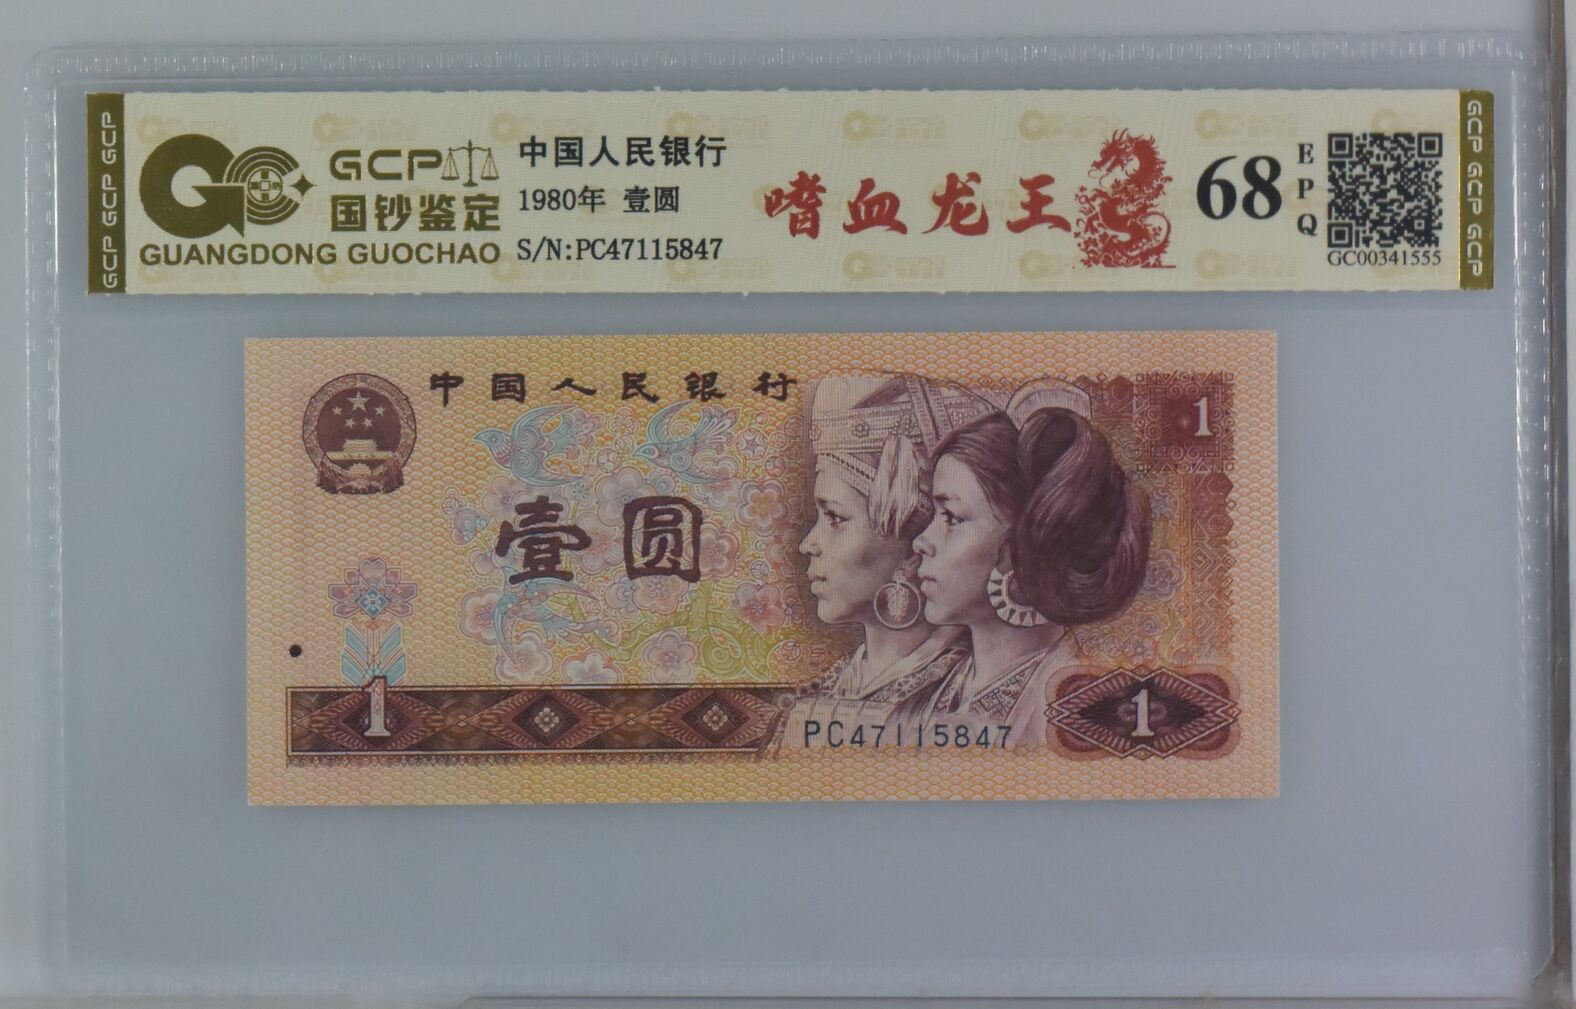 GCP GCP GCP
GCP
国钞鉴定
GUANGDONG GUOCHAO
中国人民银行
1980年 壹圆
S/N:PC47115847
嗜血龙王
68
EPQ
GC00341555
GCP GCP GCP
中国人民银行
1
壹圆
1
PC47115847
1